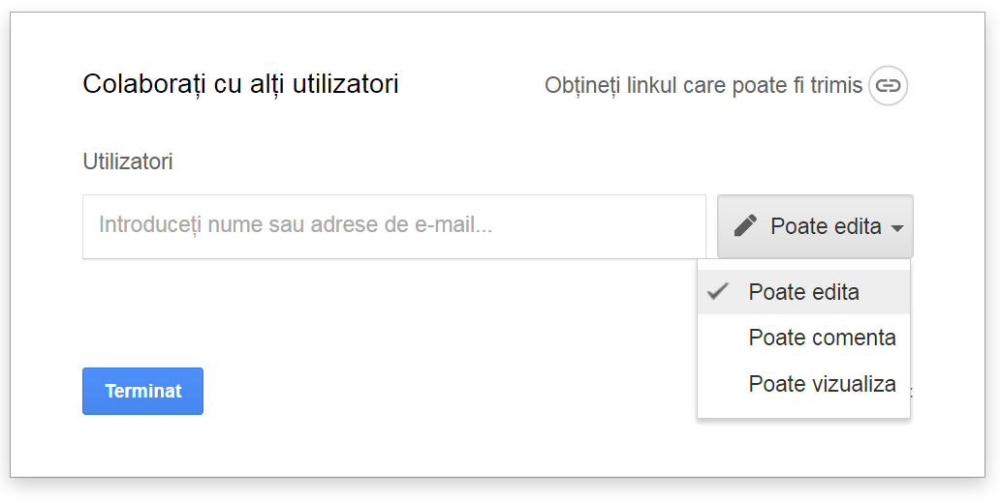 Colaborați cu alți utilizatori
Obțineți linkul care poate fi trimis
Utilizatori
Introduceți nume sau adrese de e-mail...
Poate edita
Poate edita
Poate comenta
Poate vizualiza
Terminat